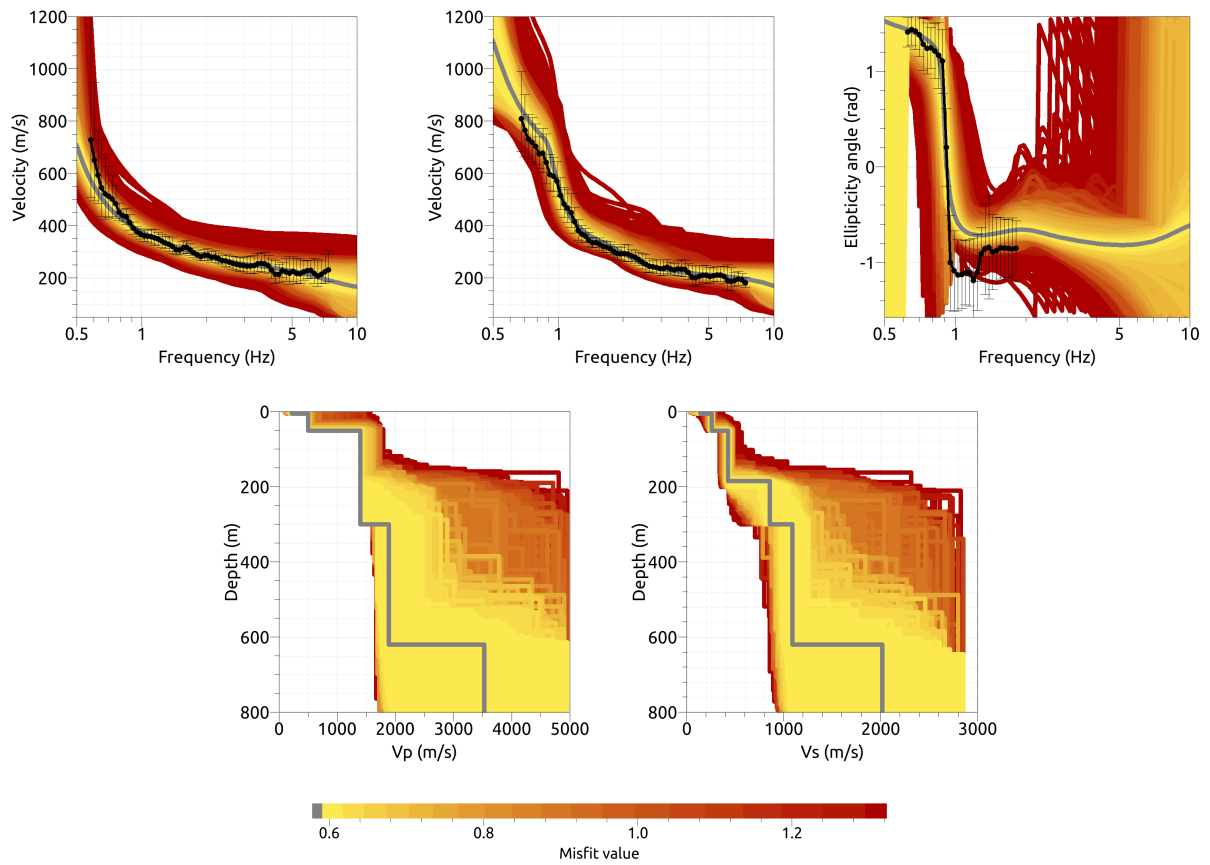 1200
1000
800
600
400
200
Velocity (m/s)
0.5 1 5 10
Frequency (Hz)
1200
1000
800
600
400
200
Velocity (m/s)
0.5 1 5 10
Frequency (Hz)
1
0
-1
Ellipticity angle (rad)
0.5 1 5 10
Frequency (Hz)
0
200
400
600
800
Depth (m)
0 1000 2000 3000 4000 5000
Vp (m/s)
0
200
400
600
800
Depth (m)
0 1000 2000 3000
Vs (m/s)
0.6 0.8 1.0 1.2
Misfit value